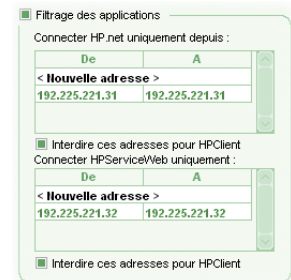 Filtrage des applications
Connecter HP.net uniquement depuis :
De A
< Nouvelle adresse >
192.225.221.31 192.225.221.31
Interdire ces adresses pour HPClient
Connecter HPServiceWeb uniquement :
De A
< Nouvelle adresse >
192.225.221.32 192.225.221.32
Interdire ces adresses pour HPClient